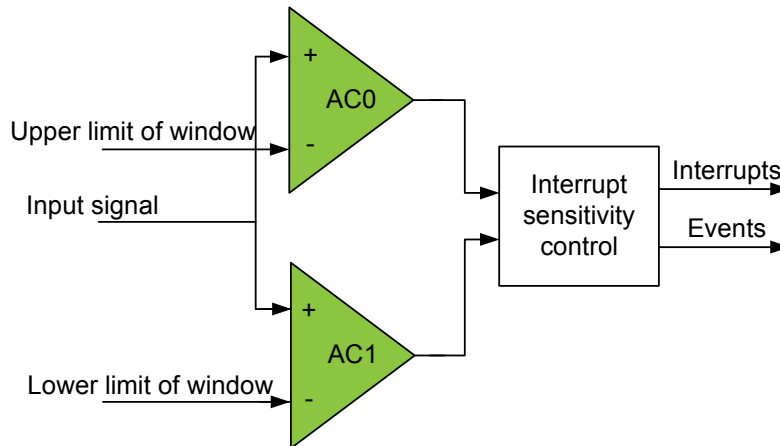 +
AC0
Upper limit of window
-
Input signal
Interrupt
sensitivity
control
Interrupts
Events
+
AC1
Lower limit of window
-